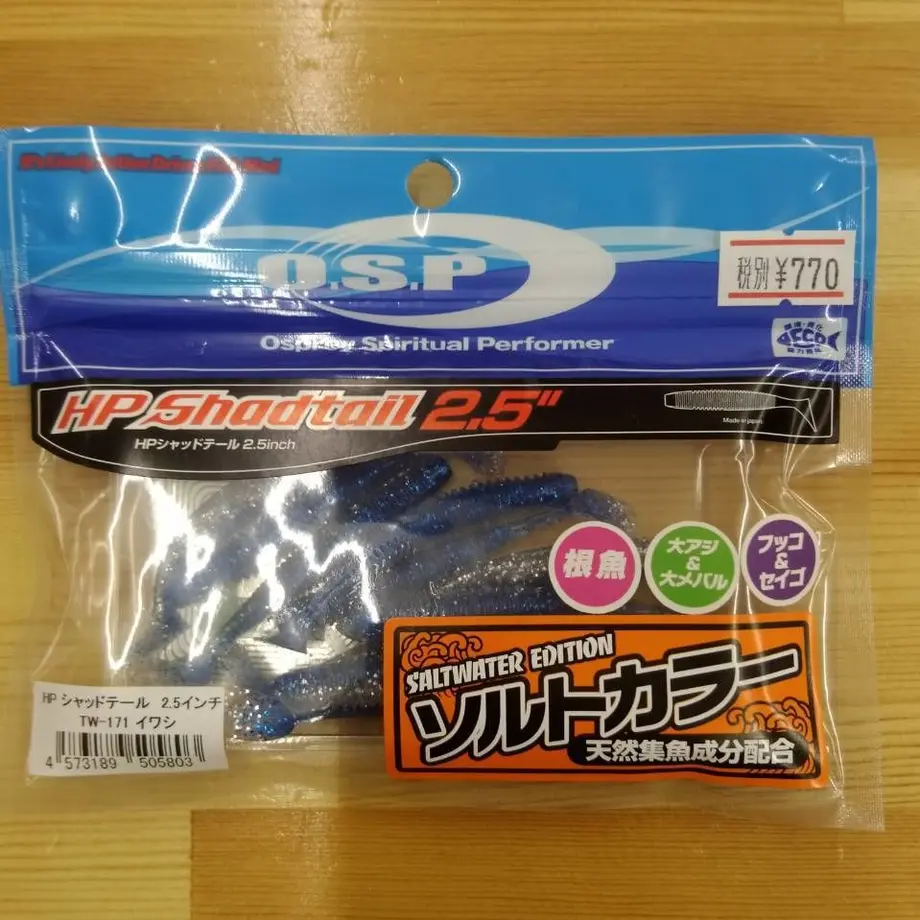 O.S.P
税別 ¥770
Osprey Spiritual Performer
ECO
HP Shadtail 2.5"
HPシャッドテール 2.5inch
Made in japan.
根魚
大アジ
&
大メバル
フッコ
&
セイゴ
SALTWATER EDITION
ソルトカラー
天然集魚成分配合
HP シャッドテール 2.5インチ
TW-171 イワシ
4 573189 505803